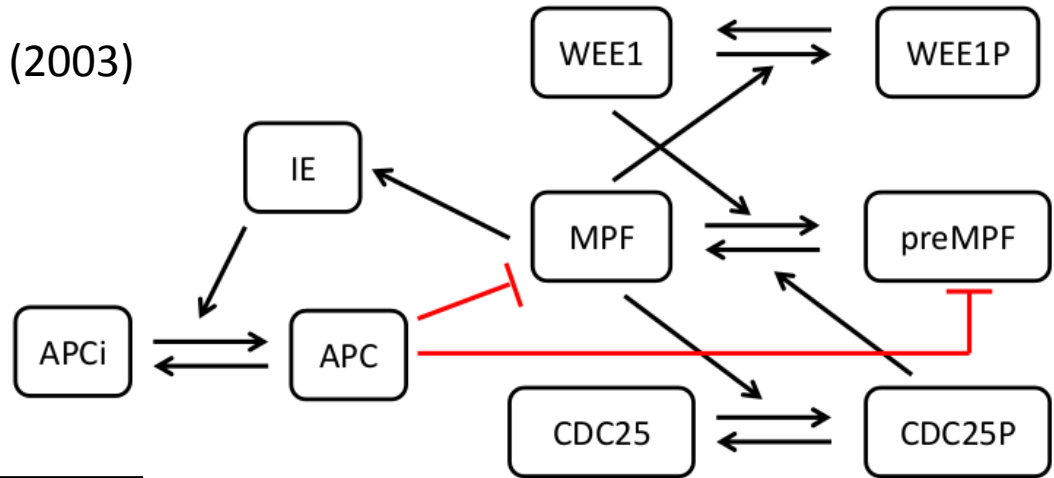 (2003)
WEE1
WEE1P
IE
MPF
preMPF
APCi
APC
CDC25
CDC25P